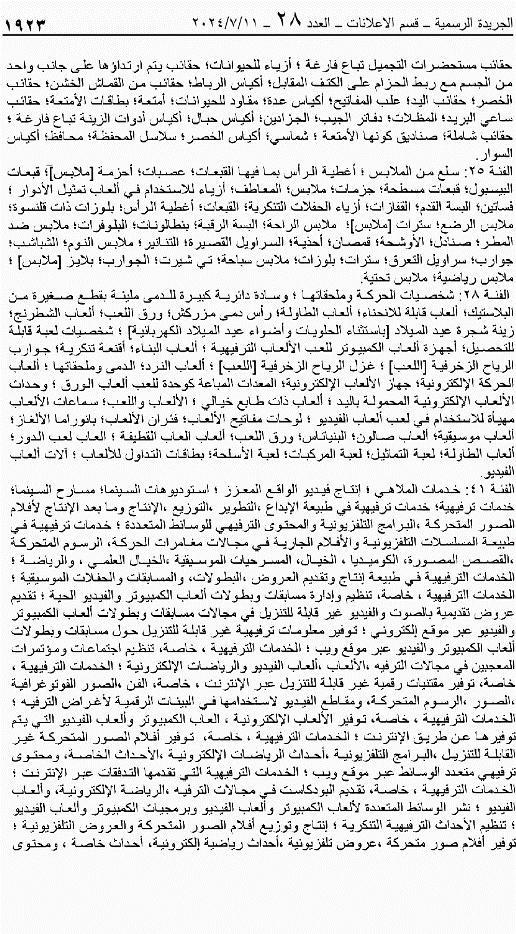 الجريدة الرسمية – قسم الاعلانات – العدد ٢٨ – ٢٠٢٤/٧/١١ ١٩٢٣
حقائب مستحضرات التجميل تباع فارغة ؛ أزياء للحيوانات؛ حقائب يتم ارتداؤها على جانب واحد
من الجسم مع ربط الحزام على الكتف المقابل؛ أكياس الرباط؛ حقائب من القماش الخشن؛ حقائب
الخصر؛ حقائب اليد؛ علب المفاتيح؛ أكياس عدة؛ مقاود للحيوانات؛ أمتعة؛ بطاقات الأمتعة؛ حقائب
ساعي البريد؛ المظلات؛ دفاتر الجيب؛ الجزادين؛ أكياس حبال؛ أكياس أدوات الزينة تباع فارغة ؛
حقائب شاملة؛ صناديق كونها الأمتعة ؛ شماسي؛ أكياس الخصر؛ سلاسل المحفظة؛ محافظ؛ أكياس
السوار.
الفئة ٢٥: سلع من الملابس ؛ أغطية الرأس بما فيها القبعات؛ عصبيات؛ أحزمة [ملابس]؛ قبعات
البيسبول؛ قبعات مسطحة؛ جزمات؛ ملابس؛ المعاطف؛ أزياء للاستخدام في ألعاب تمثيل الأدوار ؛
فساتين؛ البسة القدم؛ القفازات؛ أزياء الحفلات التنكرية؛ القبعات؛ أغطية الرأس؛ بلوزات ذات قلنسوة؛
ملابس الرضع؛ سترات [ملابس]؛ ملابس الراحة؛ البسة الرقبة؛ بنطلونات؛ البلوفرات؛ ملابس ضد
المطر؛ صنادل؛ الأوشحة؛ قمصان؛ أحذية؛ السراويل القصيرة؛ التنانير؛ ملابس النوم؛ الشباشب؛
جوارب؛ سراويل التعرق؛ سترات؛ بلوزات؛ ملابس سباحة؛ تي شيرت؛ الجوارب؛ بلايز [ملابس] ؛
ملابس رياضية؛ ملابس تحتية.
الفئة ٢٨: شخصيات الحركة وملحقاتها ؛ وسادة دائرية كبيرة للدمى مليئة بقطع صغيرة من
البلاستيك؛ ألعاب قابلة للانحناء؛ ألعاب الطاولة؛ رأس دمى مزركش؛ ورق اللعب؛ ألعاب الشطرنج؛
زينة شجرة عيد الميلاد [باستثناء الحلويات وأضواء عيد الميلاد الكهربائية] ؛ شخصيات لعبة قابلة
للتحصيل؛ أجهزة ألعاب الكمبيوتر للعب الألعاب الترفيهية ؛ ألعاب البناء؛ أقنعة تنكرية؛ جوارب
الرياح الزخرفية [اللعب] ؛ غزل الرياح الزخرفية [اللعب] ؛ ألعاب النرد؛ الدمى وملحقاتها ؛ ألعاب
الحركة الإلكترونية؛ جهاز الألعاب الإلكترونية؛ المعدات المباعة كوحدة للعب ألعاب الورق ؛ وحدات
الألعاب الإلكترونية المحمولة باليد ؛ ألعاب ذات طابع خيالي ؛ الألعاب واللعب؛ سماعات الألعاب
مهيأة للاستخدام في لعب ألعاب الفيديو ؛ لوحات مفاتيح الألعاب؛ فئران الألعاب؛ بانوراما الألغاز؛
ألعاب موسيقية؛ ألعاب صالون؛ البنياتاس؛ ورق اللعب؛ ألعاب العاب القطيفة ؛ العاب لعب الدور؛
ألعاب الطاولة؛ لعبة التماثيل؛ لعبة المركبات؛ لعبة الأسلحة؛ بطاقات التداول للألعاب ؛ آلات ألعاب
الفيديو.
الفئة ٤١: خدمات الملاهي ؛ إنتاج فيديو الواقع المعزز ؛ استوديوهات السينما؛ مسارح السينما؛
خدمات ترفيهية؛ خدمات ترفيهية في طبيعة الإبداع ،التطوير ،التوزيع ،الإنتاج وما بعد الإنتاج لأفلام
الصور المتحركة ،البرامج التلفزيونية والمحتوى الترفيهي للوسائط المتعددة ؛ خدمات ترفيهية في
طبيعة المسلسلات التلفزيونية والأفلام الجارية في مجالات مغامرات الحركة، الرسوم المتحركة
،القصص المصورة، الكوميديا ، الخيال، المسرحيات الموسيقية ،الخيال العلمي ، والرياضة ؛
الخدمات الترفيهية في طبيعة إنتاج وتقديم العروض ،البطولات، والمسابقات والحفلات الموسيقية ؛
الخدمات الترفيهية ، خاصة، تنظيم وإدارة مسابقات وبطولات ألعاب الكمبيوتر والفيديو الحية ؛ تقديم
عروض تقديمية بالصوت والفيديو غير قابلة للتنزيل في مجالات مسابقات وبطولات ألعاب الكمبيوتر
والفيديو عبر موقع إلكتروني ؛ توفير معلومات ترفيهية غير قابلة للتنزيل حول مسابقات وبطولات
ألعاب الكمبيوتر والفيديو عبر موقع ويب ؛ الخدمات الترفيهية ، خاصة، تنظيم اجتماعات ومؤتمرات
المعجبين في مجالات الترفيه ،الألعاب ،ألعاب الفيديو والرياضات الإلكترونية ؛ الخدمات الترفيهية ،
خاصة، توفير مقتنيات رقمية غير قابلة للتنزيل عبر الإنترنت ، خاصة، الفن ،الصور الفوتوغرافية
،الصور ،الرسوم المتحركة، ومقاطع الفيديو لاستخدامها في البيئات الرقمية لأغراض الترفيه ؛
الخدمات الترفيهية ، خاصة، توفير الألعاب الإلكترونية ، العاب الكمبيوتر وألعاب الفيديو التي يتم
توفيرها عن طريق الإنترنت ؛ الخدمات الترفيهية ، خاصة، توفير أفلام الصور المتحركة غير
القابلة للتنزيل ،البرامج التلفزيونية ،أحداث الرياضات الإلكترونية، الأحداث الخاصة، ومحتوى
ترفيهي متعدد الوسائط عبر موقع ويب ؛ الخدمات الترفيهية التي تقدمها التدفقات عبر الإنترنت ؛
الخدمات الترفيهية ، خاصة، تقديم البودكاست في مجالات الترفيه ،الرياضة الإلكترونية، وألعاب
الفيديو ؛ نشر الوسائط المتعددة لألعاب الكمبيوتر وألعاب الفيديو وبرمجيات الكمبيوتر وألعاب الفيديو
؛ تنظيم الأحداث الترفيهية التنكرية ؛ إنتاج وتوزيع أفلام الصور المتحركة والعروض التلفزيونية ؛
توفير أفلام صور متحركة ،عروض تلفزيونية ،أحداث رياضية إلكترونية، أحداث خاصة ، ومحتوى